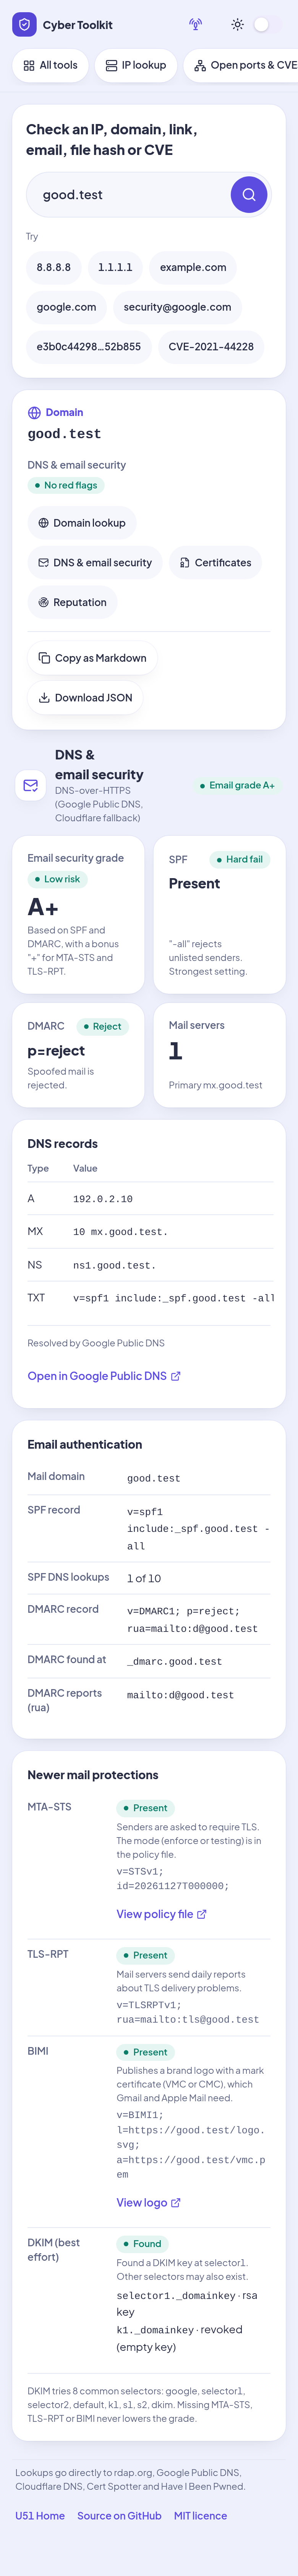 Cyber Toolkit
All tools
IP lookup
Open ports & CVE
Check an IP, domain, link,
email, file hash or CVE
good.test
Try
8.8.8.8
1.1.1.1
example.com
google.com
security@google.com
e3b0c44298…52b855
CVE-2021-44228
Domain
good.test
DNS & email security
No red flags
Domain lookup
DNS & email security
Certificates
Reputation
Copy as Markdown
Download JSON
DNS &
email security
DNS-over-HTTPS
(Google Public DNS,
Cloudflare fallback)
Email grade A+
Email security grade
Low risk
A+
Based on SPF and
DMARC, with a bonus
"+" for MTA-STS and
TLS-RPT.
SPF
Hard fail
Present
"-all" rejects
unlisted senders.
Strongest setting.
DMARC
Reject
p=reject
Spoofed mail is
rejected.
Mail servers
1
Primary mx.good.test
DNS records
Type Value
A 192.0.2.10
MX 10 mx.good.test.
NS ns1.good.test.
TXT v=spf1 include:_spf.good.test -all
Resolved by Google Public DNS
Open in Google Public DNS
Email authentication
Mail domain good.test
SPF record v=spf1
include:_spf.good.test -
all
SPF DNS lookups 1 of 10
DMARC record v=DMARC1; p=reject;
rua=mailto:d@good.test
DMARC found at _dmarc.good.test
DMARC reports mailto:d@good.test
(rua)
Newer mail protections
MTA-STS Present
Senders are asked to require TLS.
The mode (enforce or testing) is in
the policy file.
v=STSv1;
id=20261127T000000;
View policy file
TLS-RPT Present
Mail servers send daily reports
about TLS delivery problems.
v=TLSRPTv1;
rua=mailto:tls@good.test
BIMI Present
Publishes a brand logo with a mark
certificate (VMC or CMC), which
Gmail and Apple Mail need.
v=BIMI1;
l=https://good.test/logo.
svg;
a=https://good.test/vmc.p
em
View logo
DKIM (best
effort)
Found
Found a DKIM key at selector1.
Other selectors may also exist.
selector1._domainkey · rsa
key
k1._domainkey · revoked
(empty key)
DKIM tries 8 common selectors: google, selector1,
selector2, default, k1, s1, s2, dkim. Missing MTA-STS,
TLS-RPT or BIMI never lowers the grade.
Lookups go directly to rdap.org, Google Public DNS,
Cloudflare DNS, Cert Spotter and Have I Been Pwned.
U51 Home
Source on GitHub
MIT licence